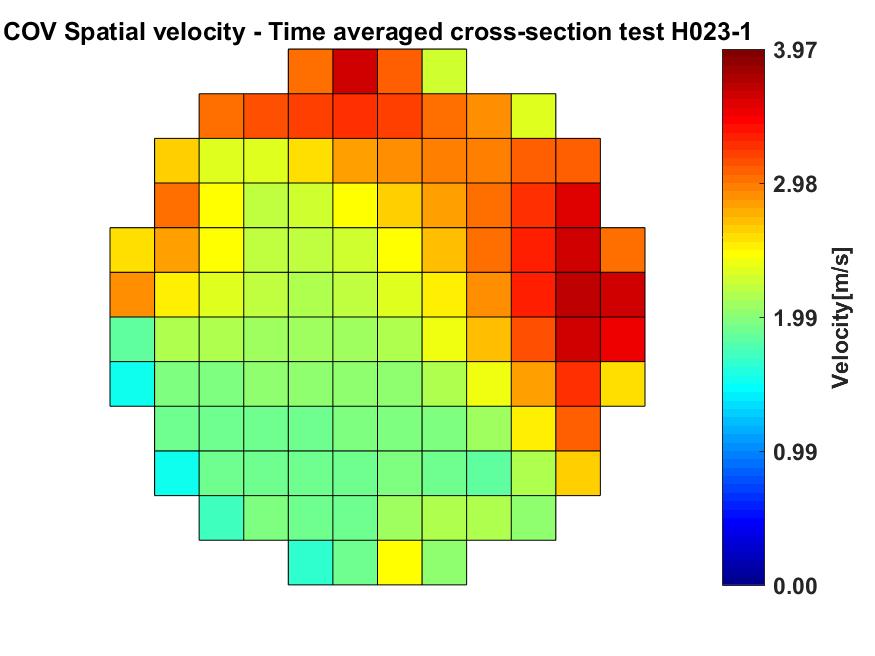 COV Spatial velocity - Time averaged cross-section test H023-1
3.97
2.98
1.99
0.99
0.00
Velocity[m/s]